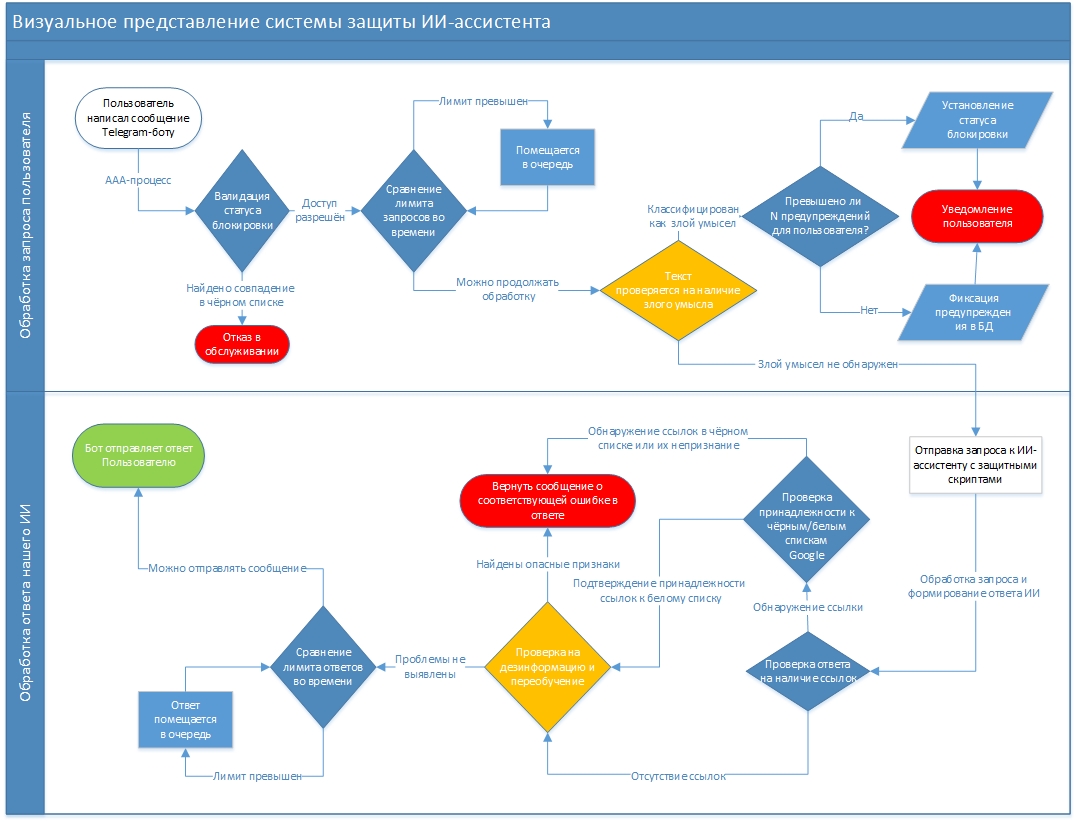 Визуальное представление системы защиты ИИ-ассистента
Обработка запроса пользователя
Пользователь
написал сообщение
Telegram-боту
ААА-процесс
Валидация
статуса
блокировки
Доступ
разрешён
Найдено совпадение
в чёрном списке
Отказ в
обслуживании
Сравнение
лимита
запросов во
времени
Лимит превышен
Помещается
в очередь
Можно продолжать
обработку
Текст
проверяется на наличие
злого умысла
Классифицирован
как злой умысел
Превышено ли
N предупреждений
для пользователя?
Да
Установление
статуса
блокировки
Уведомление
пользователя
Нет
Фиксация
предупрежден
ия в БД
Злой умысел не обнаружен
Обработка ответа нашего ИИ
Отправка запроса к ИИ-
ассистенту с защитными
скриптами
Обработка запроса и
формирование ответа ИИ
Проверка ответа
на наличие ссылок
Обнаружение ссылки
Проверка
принадлежности к
чёрным/белым
спискам
Google
Обнаружение ссылок в чёрном
списке или их непризнание
Вернуть сообщение о
соответствующей ошибке в
ответе
Подтверждение принадлежности
ссылок к белому списку
Отсутствие ссылок
Найдены опасные признаки
Проверка на
дезинформацию и
переобучение
Проблемы не
выявлены
Сравнение
лимита ответов
во времени
Лимит превышен
Ответ
помещается
в очередь
Можно отправлять сообщение
Бот отправляет ответ
Пользователю